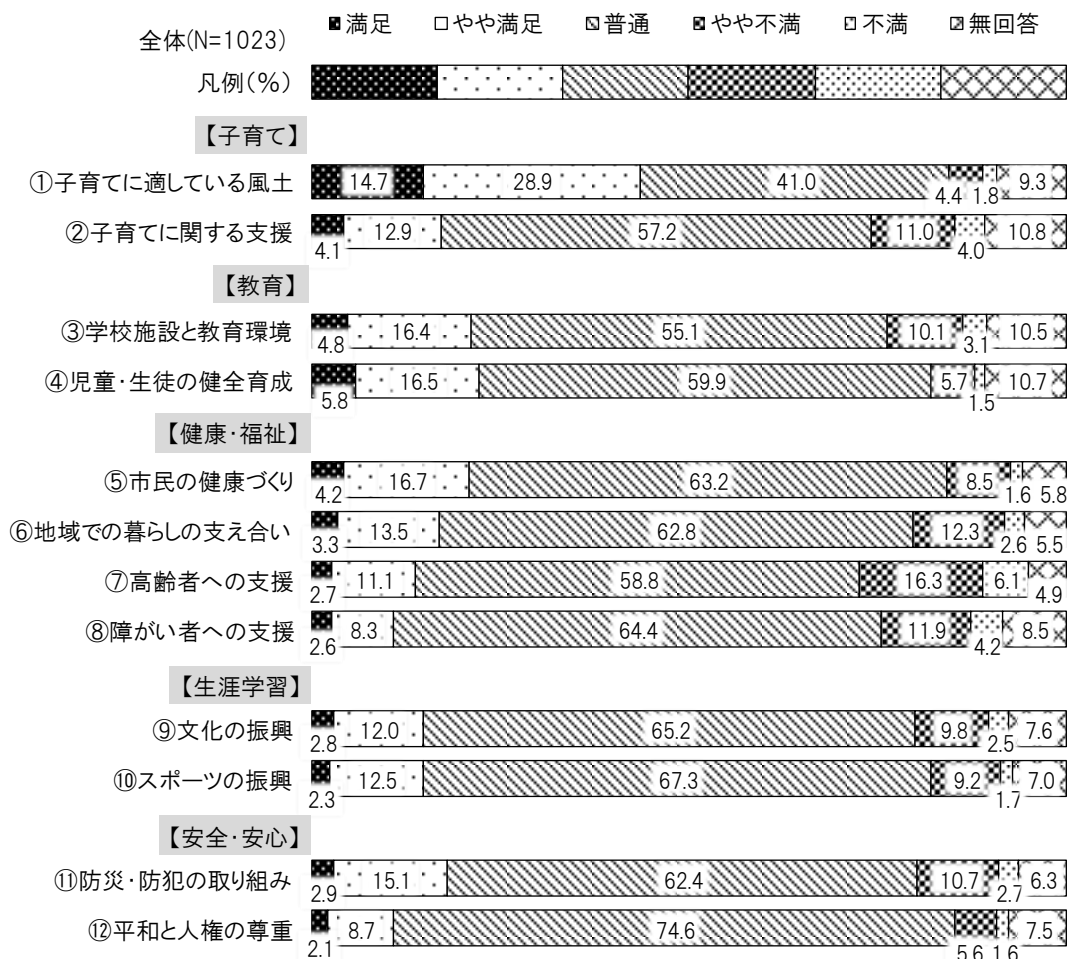 ■満足 □やや満足 普通 やや不満 不満 無回答
全体(N=1023)
凡例(%)
【子育て】
①子育てに適している風土 14.7 28.9 41.0 4.4 1.8 9.3
②子育てに関する支援 4.1 12.9 57.2 11.0 4.0 10.8
【教育】
③学校施設と教育環境 4.8 16.4 55.1 10.1 3.1 10.5
④児童・生徒の健全育成 5.8 16.5 59.9 5.7 1.5 10.7
【健康・福祉】
⑤市民の健康づくり 4.2 16.7 63.2 8.5 1.6 5.8
⑥地域での暮らしの支え合い 3.3 13.5 62.8 12.3 2.6 5.5
⑦高齢者への支援 2.7 11.1 58.8 16.3 6.1 4.9
⑧障がい者への支援 2.6 8.3 64.4 11.9 4.2 8.5
【生涯学習】
⑨文化の振興 2.8 12.0 65.2 9.8 2.5 7.6
⑩スポーツの振興 2.3 12.5 67.3 9.2 1.7 7.0
【安全・安心】
⑪防災・防犯の取り組み 2.9 15.1 62.4 10.7 2.7 6.3
⑫平和と人権の尊重 2.1 8.7 74.6 5.6 1.6 7.5